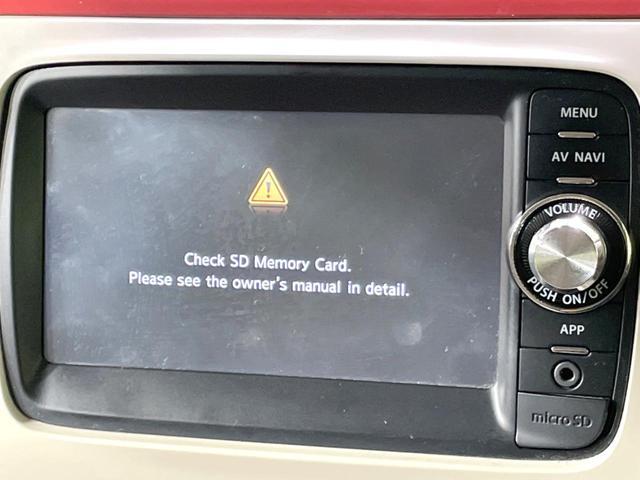 Check SD Memory Card.
Please see the owner's manual in detail.
MENU
AV NAVI
VOLUME
PUSH ON/OFF
APP
micro SD